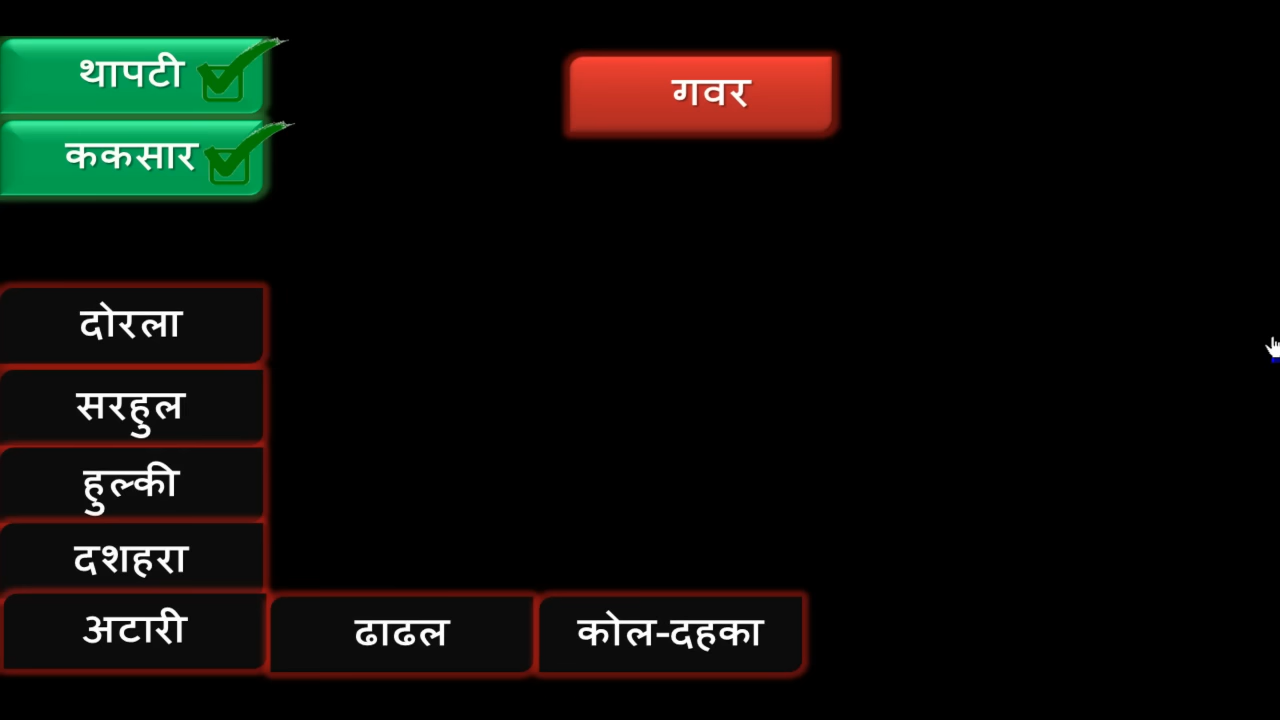 थापटी
गवर
ककसार
दोरला
सरहुल
हुल्की
दशहरा
अटारी
ढाढल
कोल-दहका